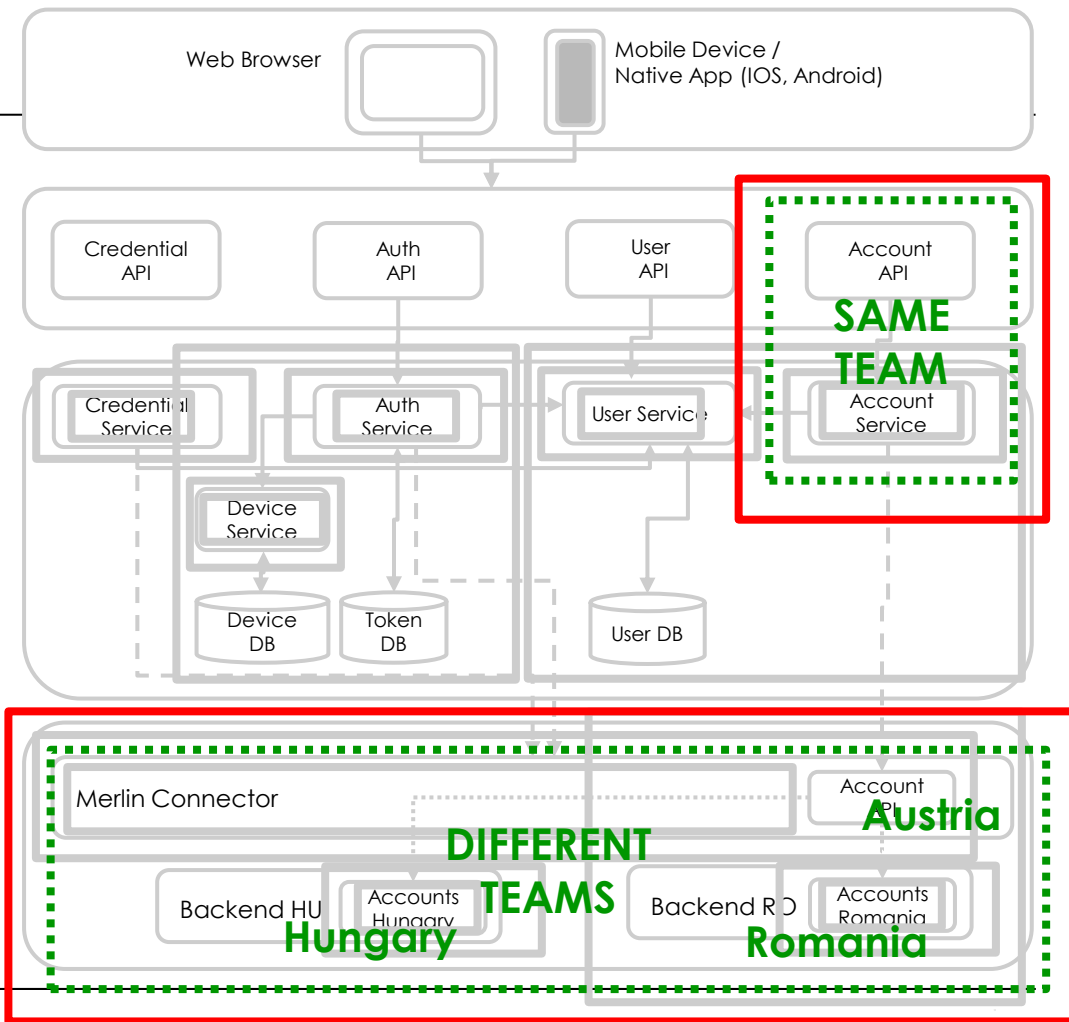 Web Browser
Mobile Device /
Native App (IOS, Android)
Credential
API
Auth
API
User
API
Account
API
SAME
TEAM
Credential
Service
Auth
Service
User Service
Account
Service
Device
Service
Device
DB
Token
DB
User DB
Merlin Connector
Account
API
Austria
DIFFERENT
TEAMS
Backend HU
Accounts
Hungary
Hungary
Backend RO
Accounts
Romania
Romania